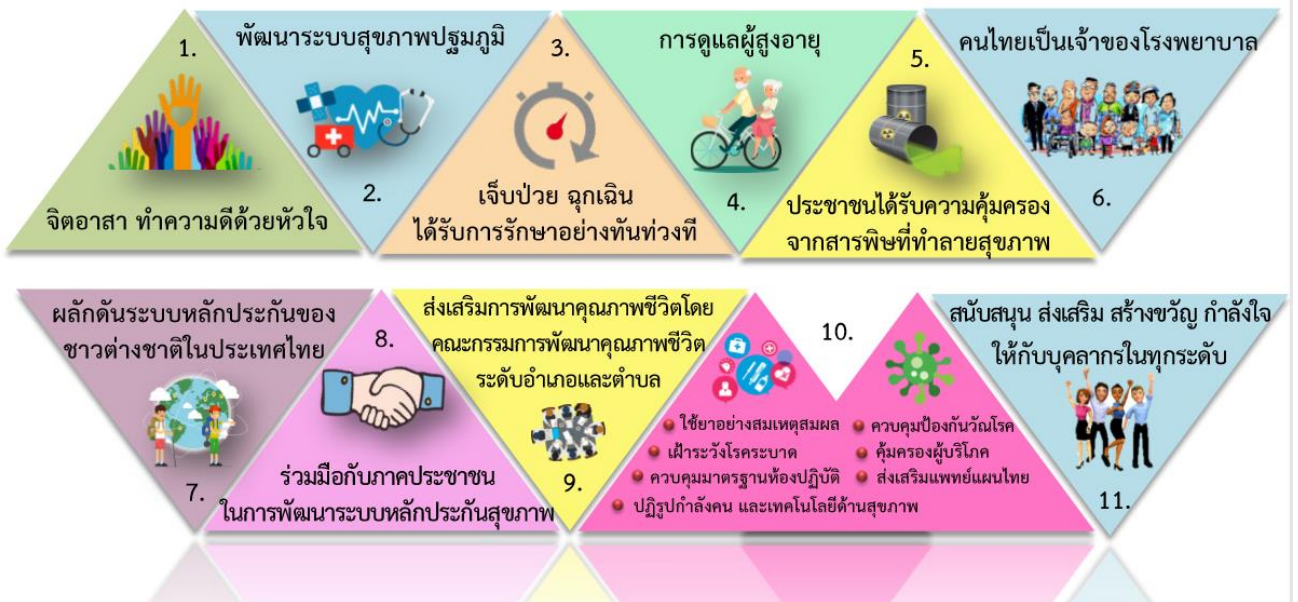 1.
จิตอาสา ทำความดีด้วยหัวใจ
พัฒนาระบบสุขภาพปฐมภูมิ
2.
3.
เจ็บป่วย ฉุกเฉิน
ได้รับการรักษาอย่างทันท่วงที
การดูแลผู้สูงอายุ
4.
5.
ประชาชนได้รับความคุ้มครอง
จากสารพิษที่ทำลายสุขภาพ
คนไทยเป็นเจ้าของโรงพยาบาล
6.
ผลักดันระบบหลักประกันของ
ชาวต่างชาติในประเทศไทย
7.
8.
ร่วมมือกับภาคประชาชน
ในการพัฒนาระบบหลักประกันสุขภาพ
ส่งเสริมการพัฒนาคุณภาพชีวิตโดย
คณะกรรมการพัฒนาคุณภาพชีวิต
ระดับอำเภอและตำบล
9.
10.
ใช้ยาอย่างสมเหตุสมผล
เฝ้าระวังโรคระบาด
ควบคุมมาตรฐานห้องปฏิบัติ
ปฏิรูปกำลังคน และเทคโนโลยีด้านสุขภาพ
ควบคุมป้องกันวัณโรค
คุ้มครองผู้บริโภค
ส่งเสริมแพทย์แผนไทย
สนับสนุน ส่งเสริม สร้างขวัญ กำลังใจ
ให้กับบุคลากรในทุกระดับ
11.